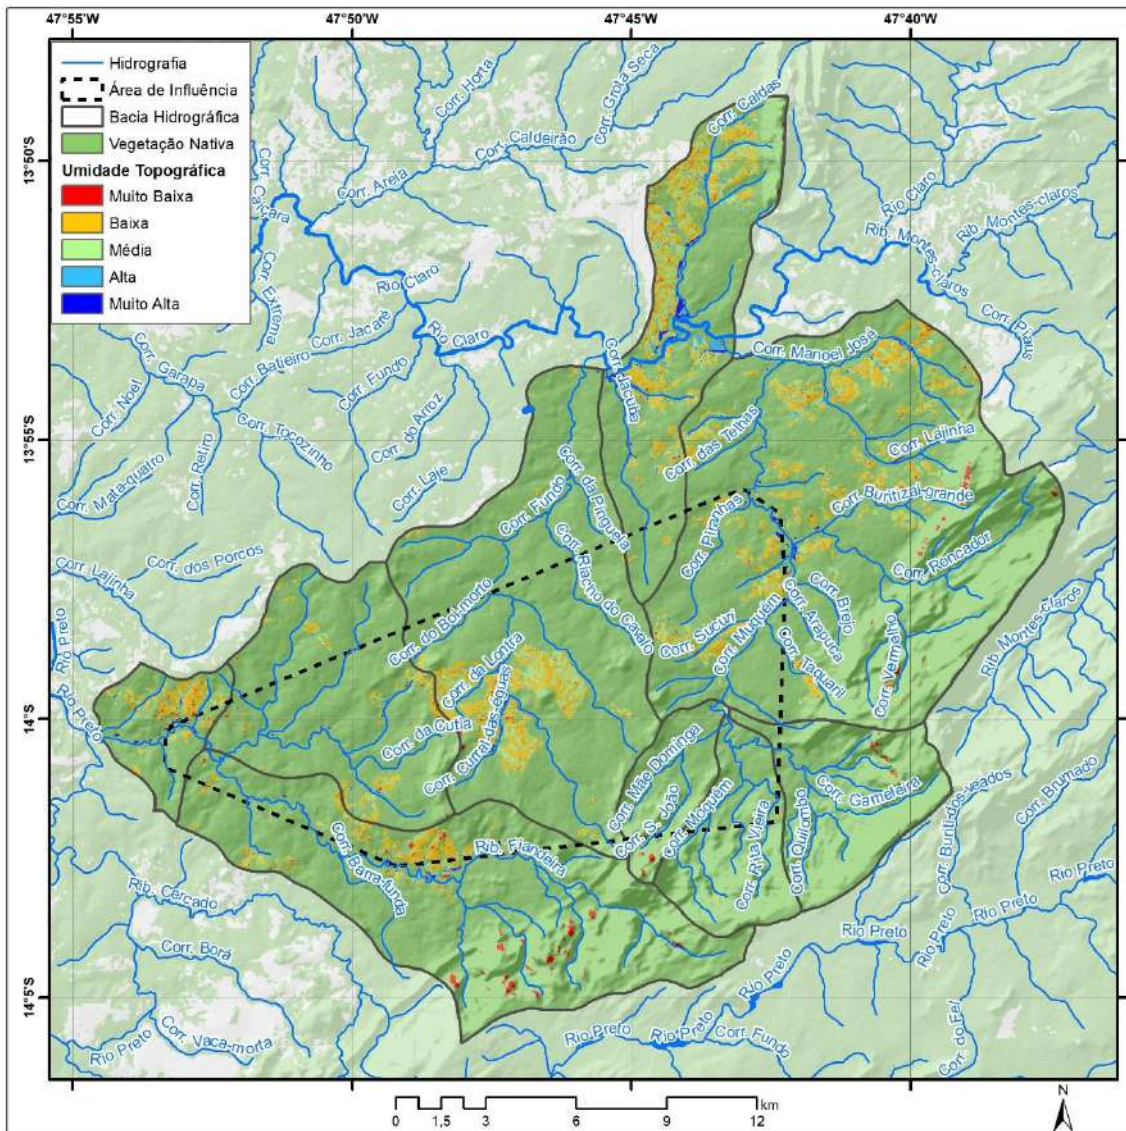 47°55'W
47°50'W
47°45'W
47°40'W
13°50'S
13°55'S
14°S
14°5'S
Hidrografia
Área de Influência
Bacia Hidrográfica
Vegetação Nativa
Umidade Topográfica
Muito Baixa
Baixa
Média
Alta
Muito Alta
Corr. Horta
Corr. Grota Seca
Corr. Caldas
Corr. Caldeirão
Corr. Areia
Corr. Caiçara
Rio Claro
Rib. Montes-claros
Rib. Montes-claros
Corr. Extrema
Rio Claro
Corr. Piaus
Corr. Jacaré
Rio Claro
Corr. Manoel José
Corr. Garapa
Corr. Batieiro
Corr. Fundo
Corr. Jacuba
Corr. Noel
Corr. Tocozinho
Corr. do Arroz
Corr. das Telhas
Corr. Lajinha
Corr. Retiro
Corr. Mata-quatro
Corr. Laje
Corr. da Pinguela
Corr. Fundo
Corr. Buritizal-grande
Corr. Piranhas
Corr. dos Porcos
Corr. Lajinha
Corr. Riacho do Cavalo
Corr. Roncador
Rio Preto
Corr. do Boi-morto
Corr. Brejo
Corr. Arapuca
Corr. Sucuri
Corr. Muquém
Corr. Taquaril
Corr. Vermelho
Rib. Montes-claros
Corr. da Lontra
Rio Preto
Corr. da Cutia
Corr. Curral-das-éguas
Corr. Mãe Dominga
Corr. S. João
Corr. Moquém
Corr. Rita Vieira
Corr. Quilombo
Corr. Gameleira
Corr. Buriti-dos-veados
Corr. Brumado
Corr. Barra-funda
Rib. Fiandeira
Rib. Cercado
Rio Preto
Rio Preto
Rio Preto
Rio Preto
Corr. Borá
Rio Preto
Rio Preto
Corr. Vaca-morta
Rio Preto
Rio Preto
Corr. Fundo
Corr. do Fel
km
0 1,5 3 6 9 12
N